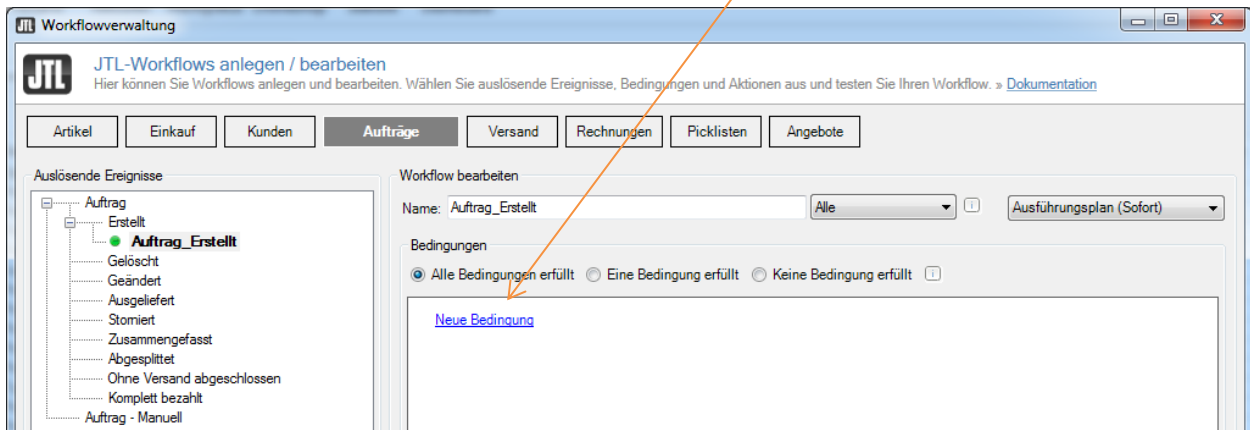 Workflowverwaltung
JTL
JTL-Workflows anlegen / bearbeiten
Hier können Sie Workflows anlegen und bearbeiten. Wählen Sie auslösende Ereignisse, Bedingungen und Aktionen aus und testen Sie Ihren Workflow. » Dokumentation
Artikel Einkauf Kunden Aufträge Versand Rechnungen Picklisten Angebote
Auslösende Ereignisse
Auftrag
Erstellt
Auftrag_Erstellt
Gelöscht
Geändert
Ausgeliefert
Storniert
Zusammengefasst
Abgesplittet
Ohne Versand abgeschlossen
Komplett bezahlt
Auftrag - Manuell
Workflow bearbeiten
Name: Auftrag_Erstellt Alle Ausführungsplan (Sofort)
Bedingungen
Alle Bedingungen erfüllt Eine Bedingung erfüllt Keine Bedingung erfüllt
Neue Bedingung